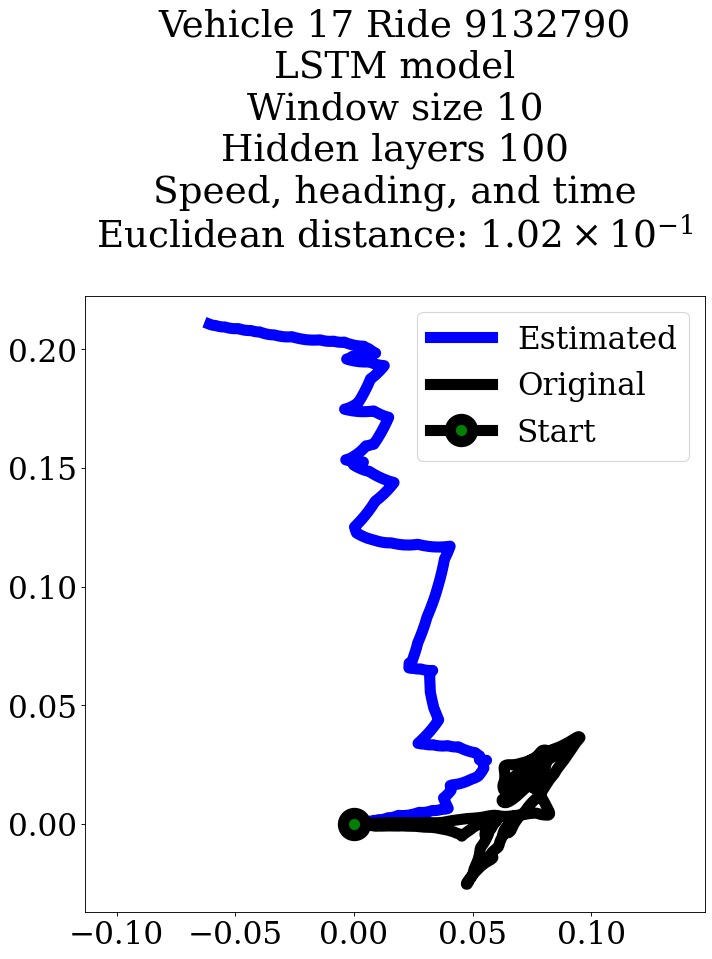 Vehicle 17 Ride 9132790
LSTM model
Window size 10
Hidden layers 100
Speed, heading, and time
Euclidean distance: 1.02 × 10⁻¹
Estimated
Original
Start
0.20
0.15
0.10
0.05
0.00
−0.10 −0.05 0.00 0.05 0.10